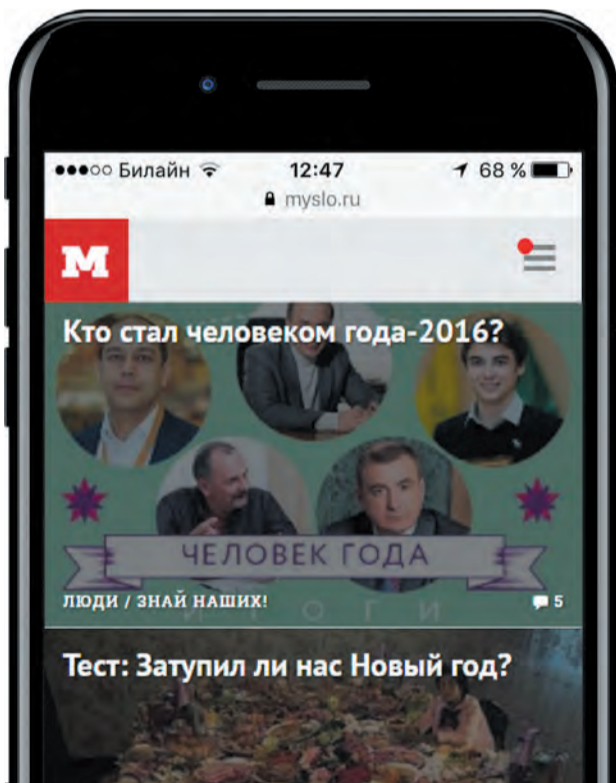 Билайн 12:47 68 %
myslo.ru
M
Кто стал человеком года-2016?
ЧЕЛОВЕК ГОДА
ЛЮДИ / ЗНАЙ НАШИХ! 5
ИТОГИ
Тест: Затупил ли нас Новый год?